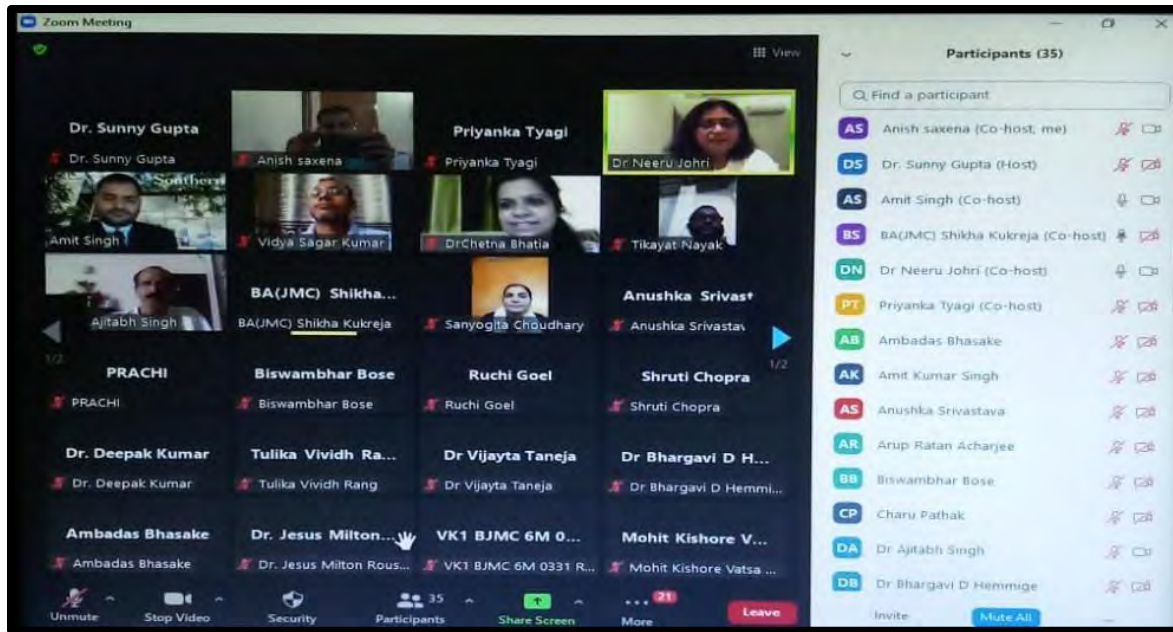 Zoom Meeting
View
Dr. Sunny Gupta
Dr. Sunny Gupta
Anish saxena
Priyanka Tyagi
Priyanka Tyagi
Dr Neeru Johri
Southern
Amit Singh
Vidya Sagar Kumar
DrChetna Bhatia
Tikayat Nayak
Ajitabh Singh
BA(JMC) Shikha...
BA(JMC) Shikha Kukreja
Sanyogita Choudhary
Anushka Srivast
Anushka Srivastav
1/2
1/2
PRACHI
PRACHI
Biswambhar Bose
Biswambhar Bose
Ruchi Goel
Ruchi Goel
Shruti Chopra
Shruti Chopra
Dr. Deepak Kumar
Dr. Deepak Kumar
Tulika Vividh Ra...
Tulika Vividh Rang
Dr Vijayta Taneja
Dr Vijayta Taneja
Dr Bhargavi D H...
Dr Bhargavi D Hemmi...
Ambadas Bhasake
Ambadas Bhasake
Dr. Jesus Milton...
Dr. Jesus Milton Rous...
VK1 BJMC 6M 0...
VK1 BJMC 6M 0331 R...
Mohit Kishore V...
Mohit Kishore Vatsa ...
Unmute
Stop Video
Security
35
Participants
Share Screen
21
More
Leave
Participants (35)
Find a participant
AS Anish saxena (Co-host, me)
DS Dr. Sunny Gupta (Host)
AS Amit Singh (Co-host)
BS BA(JMC) Shikha Kukreja (Co-host)
DN Dr Neeru Johri (Co-host)
PT Priyanka Tyagi (Co-host)
AB Ambadas Bhasake
AK Amit Kumar Singh
AS Anushka Srivastava
AR Arup Ratan Acharjee
BB Biswambhar Bose
CP Charu Pathak
DA Dr Ajitabh Singh
DB Dr Bhargavi D Hemmige
Invite
Mute All